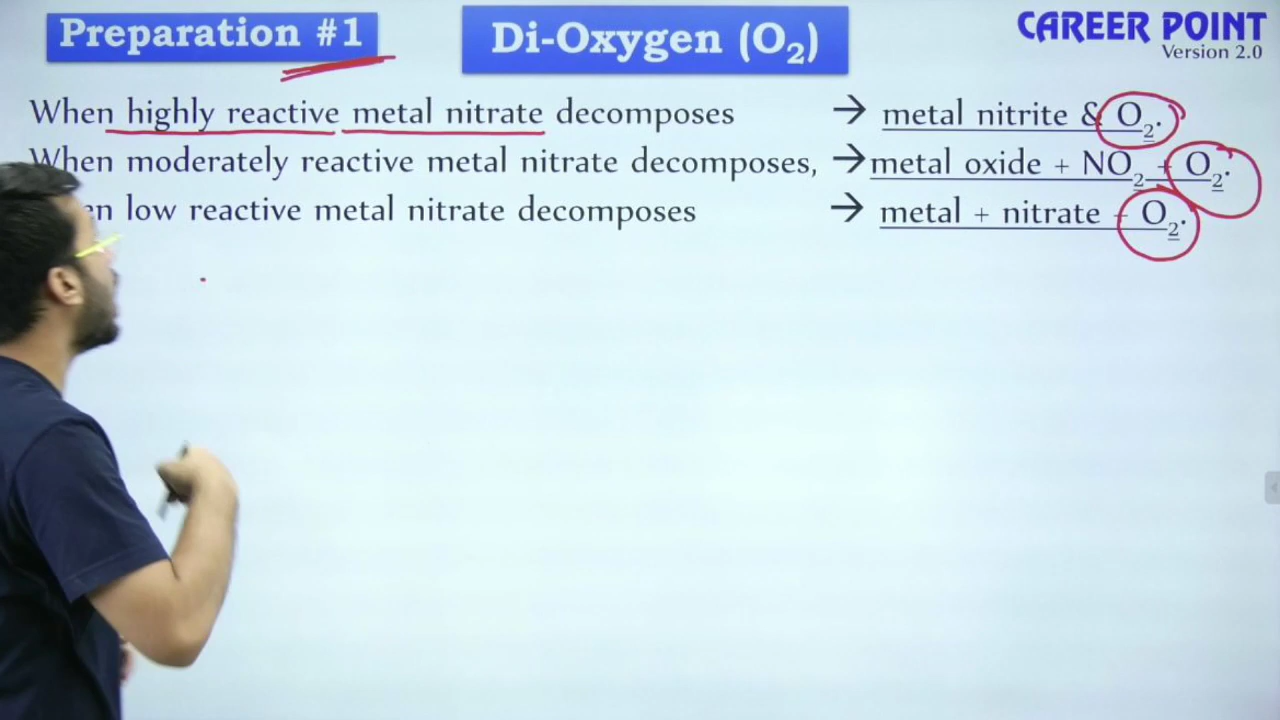 Preparation #1
Di-Oxygen (O₂)
CAREER POINT
Version 2.0
When highly reactive metal nitrate decomposes → metal nitrite & O₂.
When moderately reactive metal nitrate decomposes, → metal oxide + NO₂ + O₂.
en low reactive metal nitrate decomposes → metal + nitrate + O₂.